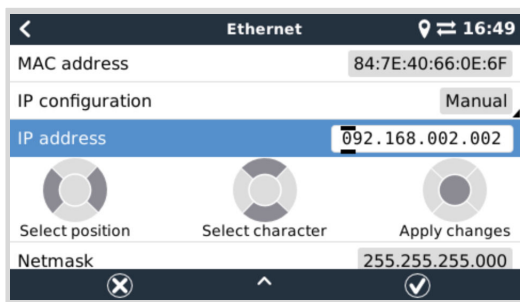 Ethernet 16:49
MAC address 84:7E:40:66:0E:6F
IP configuration Manual
IP address 092.168.002.002
Select position Select character Apply changes
Netmask 255.255.255.000